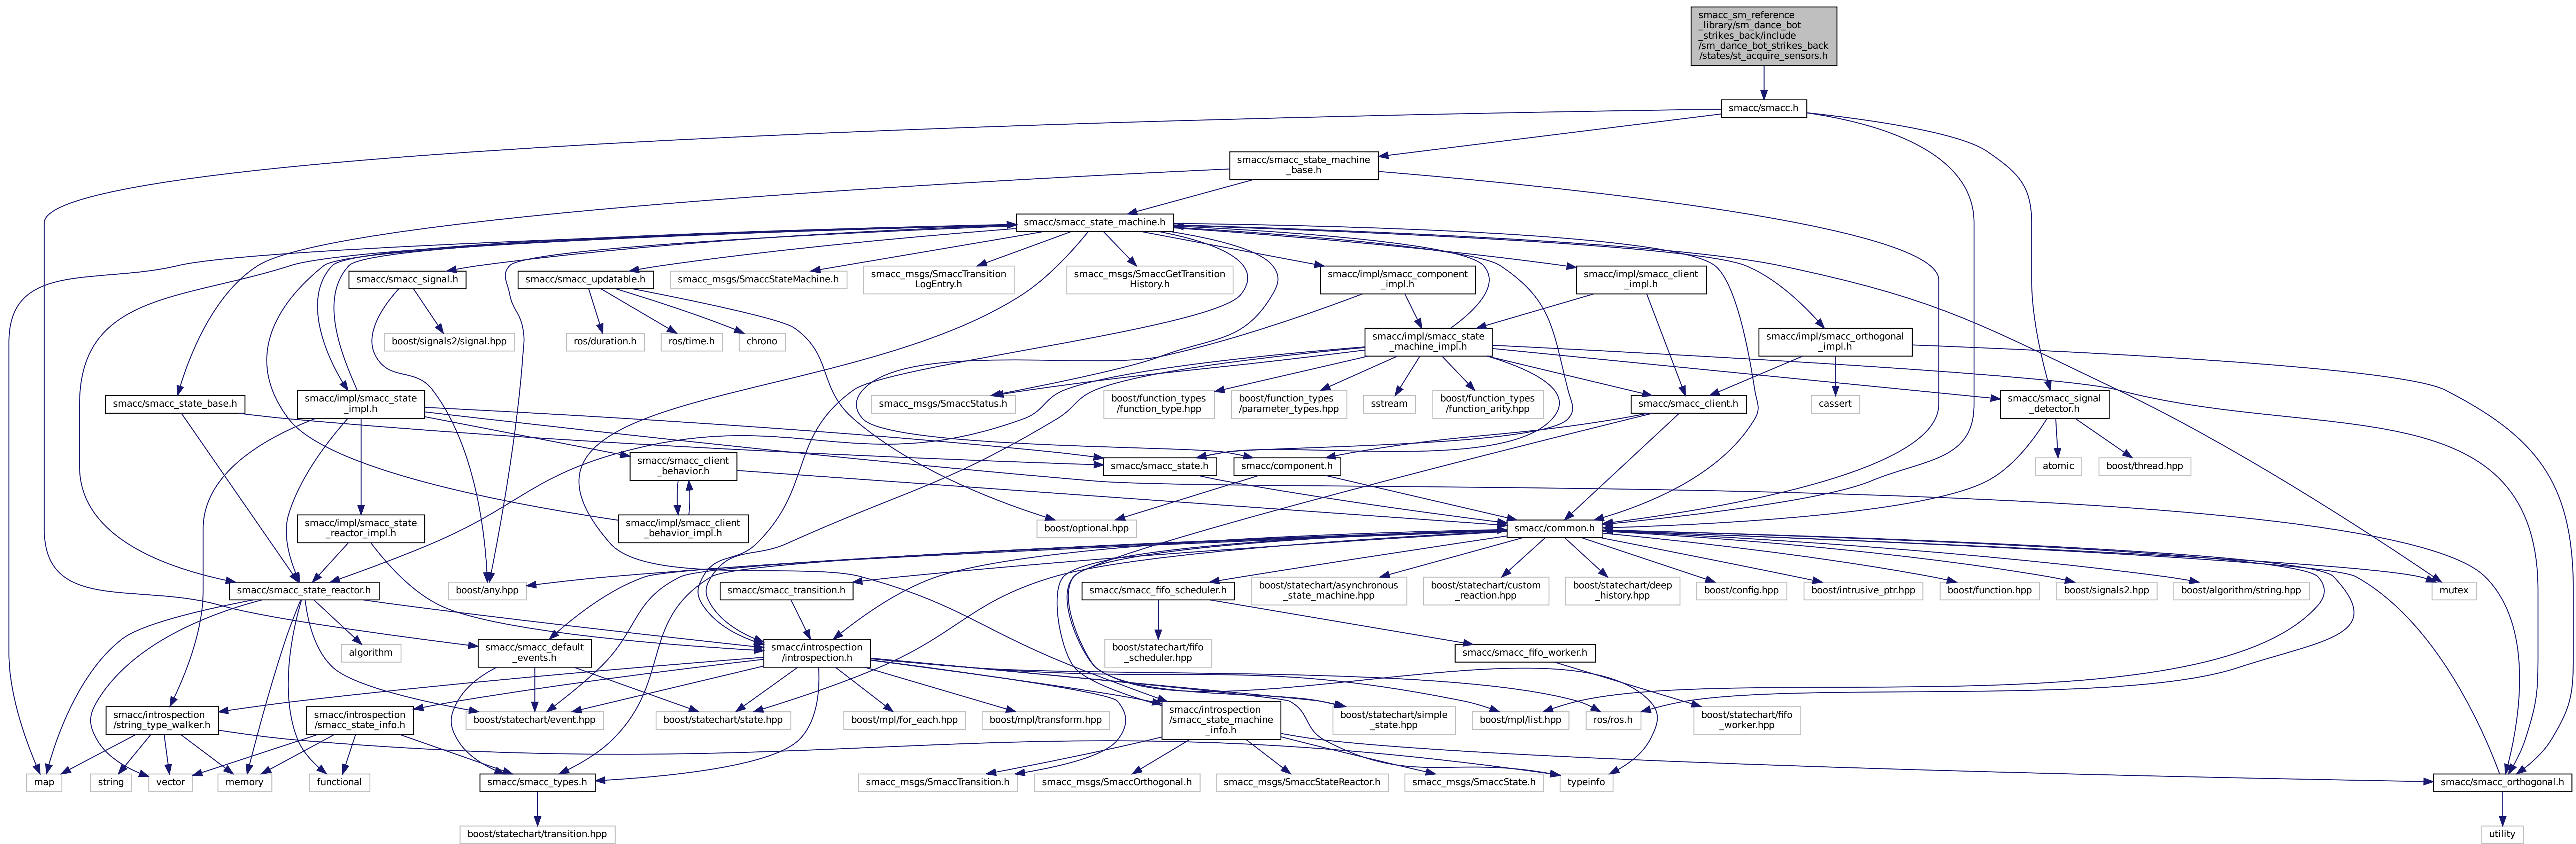 smacc_sm_reference
_library/sm_dance_bot
_strikes_back/include
/sm_dance_bot_strikes_back
/states/st_acquire_sensors.h
smacc/smacc.h
smacc/smacc_state_machine
_base.h
smacc/smacc_state_machine.h
smacc/smacc_signal.h
smacc/smacc_updatable.h
smacc_msgs/SmaccStateMachine.h
smacc_msgs/SmaccTransition
LogEntry.h
smacc_msgs/SmaccGetTransition
History.h
smacc/impl/smacc_component
_impl.h
smacc/impl/smacc_client
_impl.h
boost/signals2/signal.hpp
ros/duration.h
ros/time.h
chrono
smacc/impl/smacc_state
_machine_impl.h
smacc/impl/smacc_orthogonal
_impl.h
smacc/smacc_state_base.h
smacc/impl/smacc_state
_impl.h
smacc_msgs/SmaccStatus.h
boost/function_types
/function_type.hpp
boost/function_types
/parameter_types.hpp
sstream
boost/function_types
/function_arity.hpp
smacc/smacc_client.h
cassert
smacc/smacc_signal
_detector.h
smacc/smacc_client
_behavior.h
smacc/smacc_state.h
smacc/component.h
atomic
boost/thread.hpp
smacc/impl/smacc_state
_reactor_impl.h
smacc/impl/smacc_client
_behavior_impl.h
boost/optional.hpp
smacc/common.h
smacc/smacc_state_reactor.h
boost/any.hpp
smacc/smacc_transition.h
smacc/smacc_fifo_scheduler.h
boost/statechart/asynchronous
_state_machine.hpp
boost/statechart/custom
_reaction.hpp
boost/statechart/deep
_history.hpp
boost/config.hpp
boost/intrusive_ptr.hpp
boost/function.hpp
boost/signals2.hpp
boost/algorithm/string.hpp
mutex
algorithm
smacc/smacc_default
_events.h
smacc/introspection
/introspection.h
boost/statechart/fifo
_scheduler.hpp
smacc/smacc_fifo_worker.h
smacc/introspection
/string_type_walker.h
smacc/introspection
/smacc_state_info.h
boost/statechart/event.hpp
boost/statechart/state.hpp
boost/mpl/for_each.hpp
boost/mpl/transform.hpp
smacc/introspection
/smacc_state_machine
_info.h
boost/statechart/simple
_state.hpp
boost/mpl/list.hpp
ros/ros.h
boost/statechart/fifo
_worker.hpp
map
string
vector
memory
functional
smacc/smacc_types.h
smacc_msgs/SmaccTransition.h
smacc_msgs/SmaccOrthogonal.h
smacc_msgs/SmaccStateReactor.h
smacc_msgs/SmaccState.h
typeinfo
smacc/smacc_orthogonal.h
boost/statechart/transition.hpp
utility